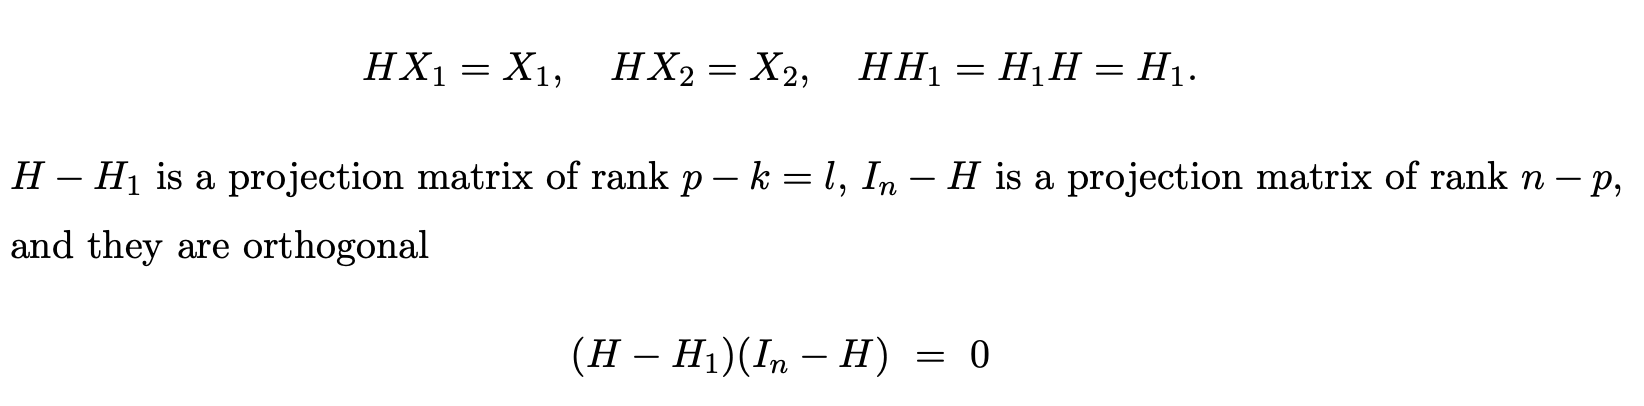 HX₁ = X₁, HX₂ = X₂, HH₁ = H₁H = H₁.
H − H₁ is a projection matrix of rank p − k = l, Iₙ − H is a projection matrix of rank n − p,
and they are orthogonal
(H − H₁)(Iₙ − H) = 0